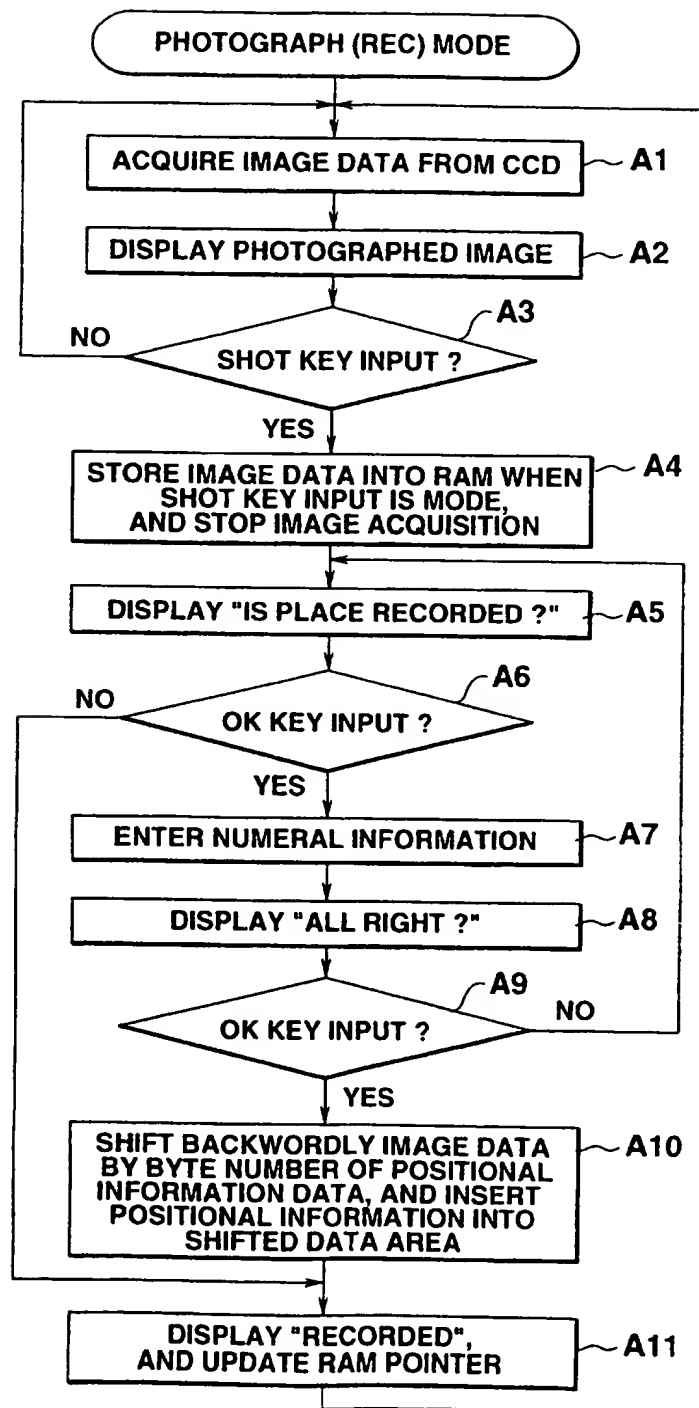 PHOTOGRAPH (REC) MODE
ACQUIRE IMAGE DATA FROM CCD
A1
DISPLAY PHOTOGRAPHED IMAGE
A2
A3
NO
SHOT KEY INPUT ?
YES
A4
STORE IMAGE DATA INTO RAM WHEN
SHOT KEY INPUT IS MODE,
AND STOP IMAGE ACQUISITION
DISPLAY "IS PLACE RECORDED ?"
A5
A6
NO
OK KEY INPUT ?
YES
ENTER NUMERAL INFORMATION
A7
DISPLAY "ALL RIGHT ?"
A8
A9
OK KEY INPUT ?
NO
YES
SHIFT BACKWORDLY IMAGE DATA
A10
BY BYTE NUMBER OF POSITIONAL
INFORMATION DATA, AND INSERT
POSITIONAL INFORMATION INTO
SHIFTED DATA AREA
DISPLAY "RECORDED",
AND UPDATE RAM POINTER
A11